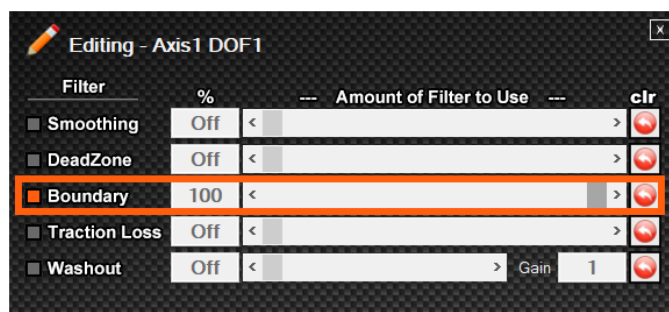 Editing - Axis1 DOF1
x
Filter % --- Amount of Filter to Use --- clr
Smoothing Off < >
DeadZone Off < >
Boundary 100 < >
Traction Loss Off < >
Washout Off < > Gain 1